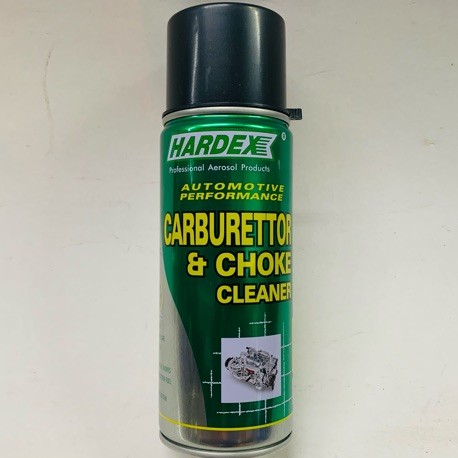 HARDEX ®
Professional Aerosol Products
AUTOMOTIVE
PERFORMANCE
CARBURETTOR
& CHOKE
CLEANER